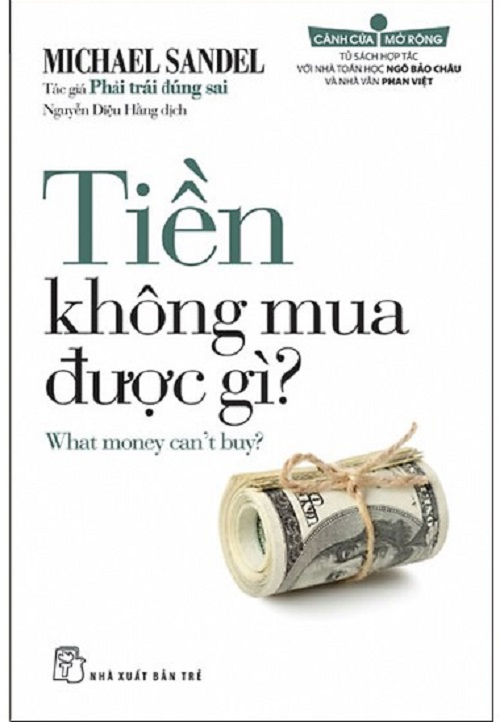 MICHAEL SANDEL
Tác giả Phải trái đúng sai
Nguyễn Diệu Hằng dịch
CÁNH CỬA MỞ RỘNG
TỦ SÁCH HỢP TÁC
VỚI NHÀ TOÁN HỌC NGÔ BẢO CHÂU
VÀ NHÀ VĂN PHAN VIỆT
Tiền
không mua
được gì?
What money can't buy?
NHÀ XUẤT BẢN TRẺ